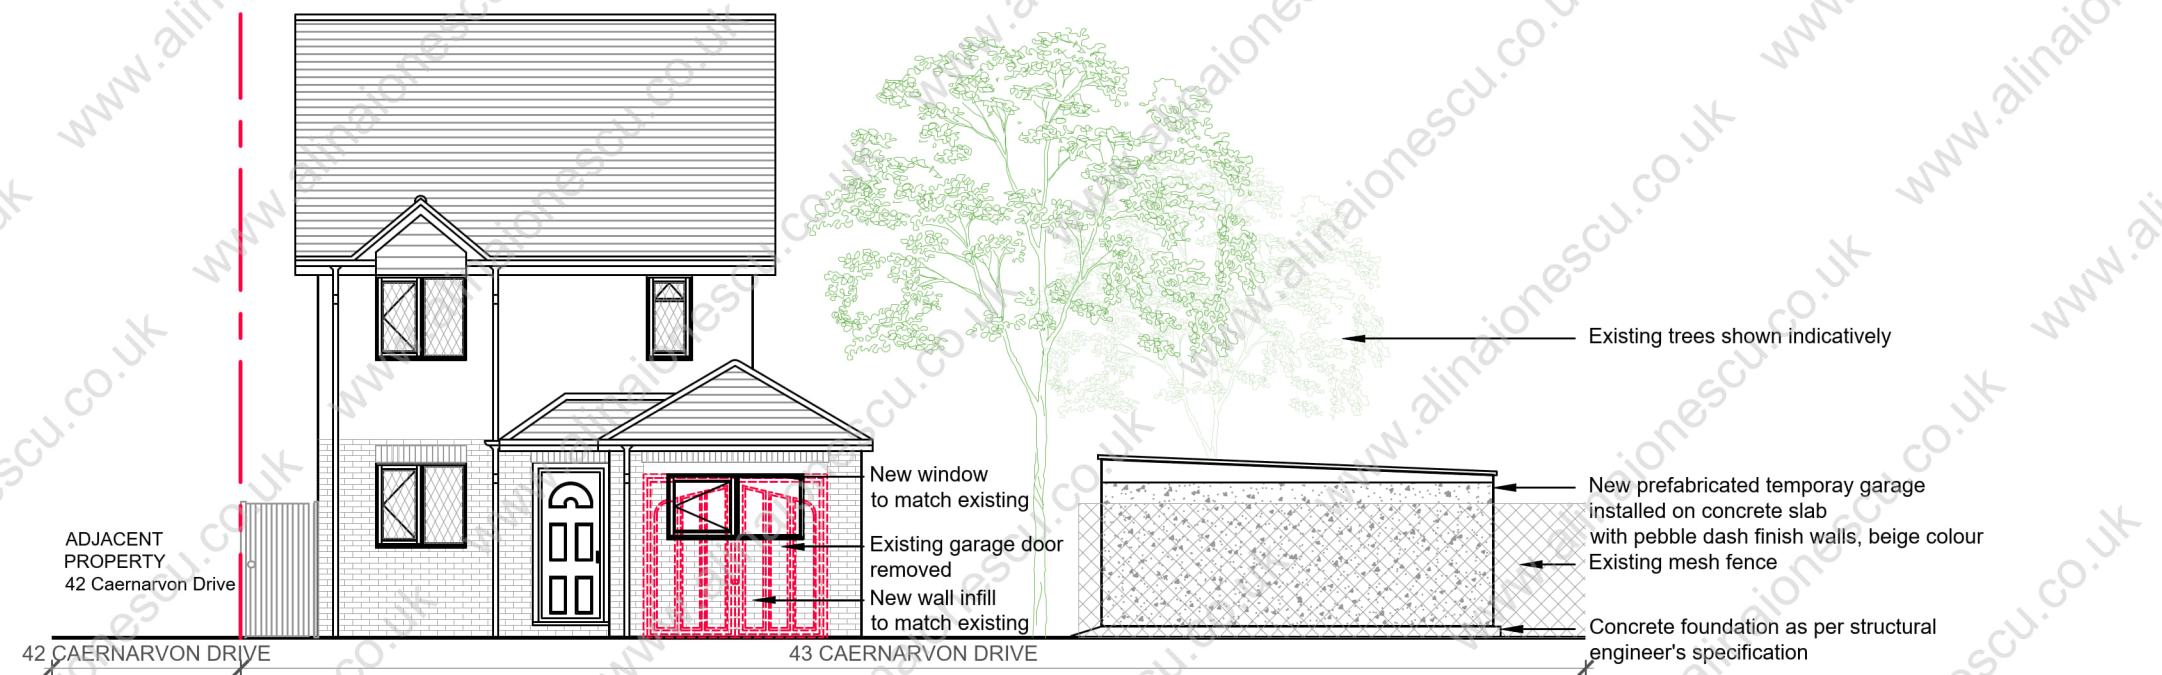 Existing trees shown indicatively
New window
to match existing
Existing garage door
removed
New wall infill
to match existing
New prefabricated temporay garage
installed on concrete slab
with pebble dash finish walls, beige colour
Existing mesh fence
Concrete foundation as per structural
engineer's specification
ADJACENT
PROPERTY
42 Caernarvon Drive
42 CAERNARVON DRIVE
43 CAERNARVON DRIVE
www.alinaionescu.co.uk